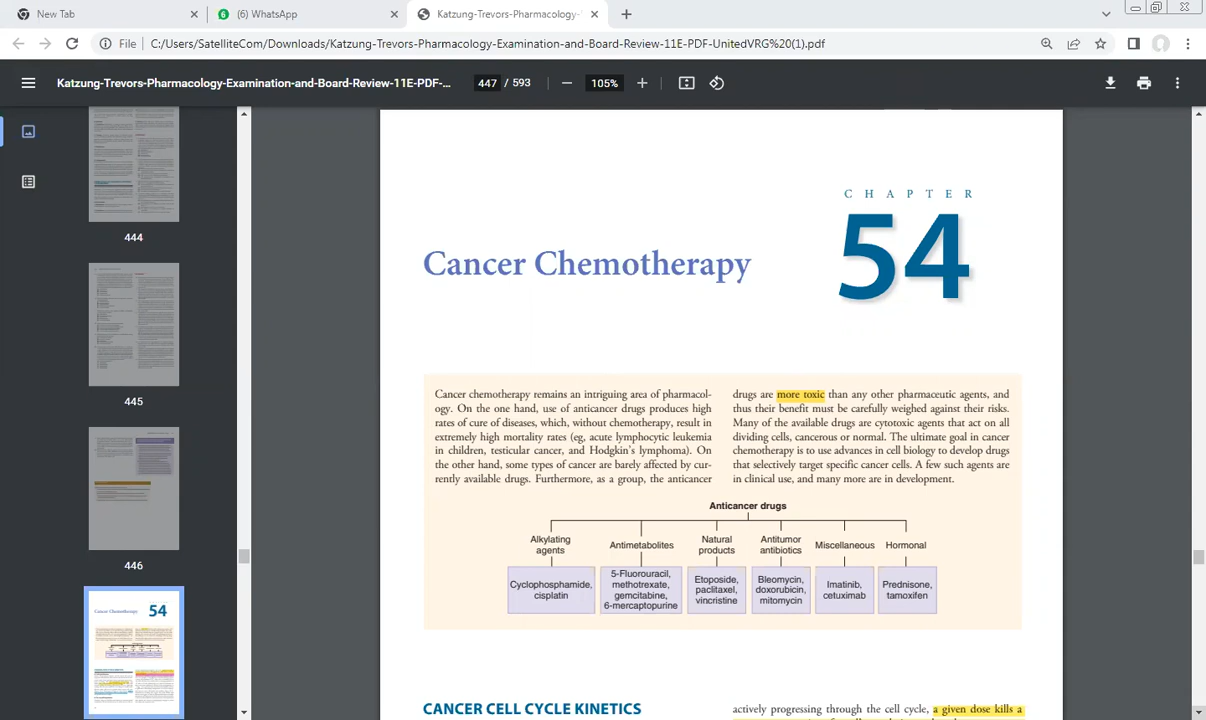 New Tab
(6) WhatsApp
Katzung-Trevors-Pharmacology-
File C:/Users/SatelliteCom/Downloads/Katzung-Trevors-Pharmacology-Examination-and-Board-Review-11E-PDF-UnitedVRG%20(1).pdf
Katzung-Trevors-Pharmacology-Examination-and-Board-Review-11E-PDF-...
447 / 593
105%
444
445
446
54
Cancer Chemotherapy
CHAPTER
54
Cancer Chemotherapy
Cancer chemotherapy remains an intriguing area of pharmacol-
ogy. On the one hand, use of anticancer drugs produces high
rates of cure of diseases, which, without chemotherapy, result in
extremely high mortality rates (eg, acute lymphocytic leukemia
in children, testicular cancer, and Hodgkin's lymphoma). On
the other hand, some types of cancer are barely affected by cur-
rently available drugs. Furthermore, as a group, the anticancer
drugs are more toxic than any other pharmaceutic agents, and
thus their benefit must be carefully weighed against their risks.
Many of the available drugs are cytotoxic agents that act on all
dividing cells, cancerous or normal. The ultimate goal in cancer
chemotherapy is to use advances in cell biology to develop drugs
that selectively target specific cancer cells. A few such agents are
in clinical use, and many more are in development.
Anticancer drugs
Alkylating
agents
Antimetabolites
Natural
products
Antitumor
antibiotics
Miscellaneous
Hormonal
Cyclophosphamide,
cisplatin
5-Fluorouracil,
methotrexate,
gemcitabine,
6-mercaptopurine
Etoposide,
paclitaxel,
vincristine
Bleomycin,
doxorubicin,
mitomycin
Imatinib,
cetuximab
Prednisone,
tamoxifen
CANCER CELL CYCLE KINETICS
actively progressing through the cell cycle, a given dose kills a